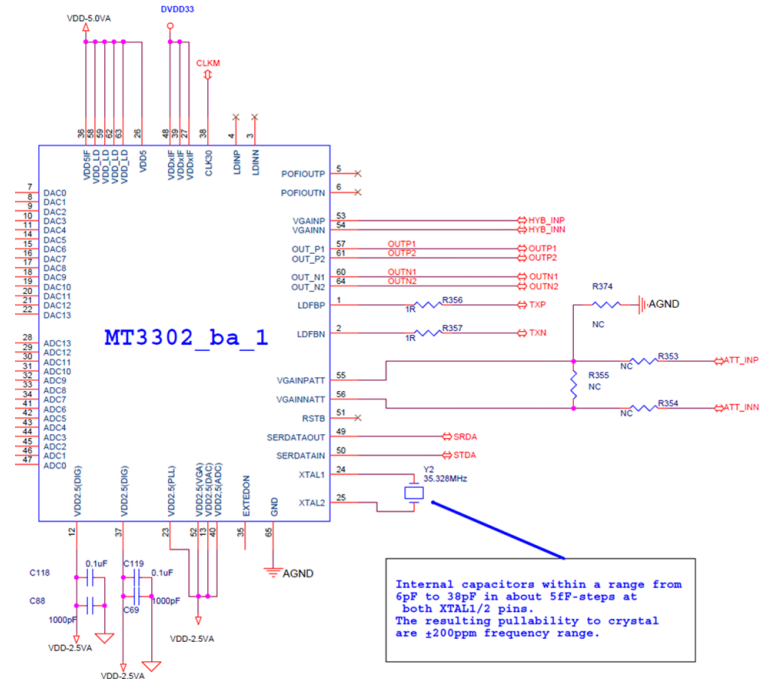 DVDD33
VDD-5.0VA
CLKM
36 58 59 62 63 26 48 39 27 38 4 3
VDD5IF VDD_LD VDD_LD VDD_LD VDD_LD VDD5 VDDxIF VDDxIF VDDxIF CLK30 LDINP LDINN
7 DAC0
8 DAC1
9 DAC2
10 DAC3
11 DAC4
14 DAC5
15 DAC6
16 DAC7
17 DAC8
18 DAC9
19 DAC10
20 DAC11
21 DAC12
22 DAC13
28 ADC13
29 ADC12
30 ADC11
31 ADC10
32 ADC9
33 ADC8
34 ADC7
41 ADC6
42 ADC5
43 ADC4
44 ADC3
45 ADC2
46 ADC1
47 ADC0
MT3302_ba_1
POFIOUTP 5
POFIOUTN 6
VGAINP 53 HYB_INP
VGAINN 54 HYB_INN
OUT_P1 57 OUTP1 OUTP1
OUT_P2 61 OUTP2 OUTP2
OUT_N1 60 OUTN1 OUTN1
OUT_N2 64 OUTN2 OUTN2
LDFBP 1 1R R356 TXP
LDFBN 2 1R R357 TXN
R374
NC
AGND
VGAINPATT 55 NC R353 ATT_INP
R355
NC
VGAINNATT 56 NC R354 ATT_INN
RSTB 51
SERDATAOUT 49 SRDA
SERDATAIN 50 STDA
XTAL1 24
Y2
35.328MHz
XTAL2 25
VDD2.5(DIG) VDD2.5(DIG) VDD2.5(PLL) VDD2.5(VGA) VDD2.5(DAC) VDD2.5(ADC) EXTEDON GND
12 37 23 52 13 40 35 65
C118 0.1uF
C88 1000pF
C119 0.1uF
C69 1000pF
AGND
VDD-2.5VA
VDD-2.5VA
VDD-2.5VA
Internal capacitors within a range from
6pF to 38pF in about 5fF-steps at
both XTAL1/2 pins.
The resulting pullability to crystal
are ±200ppm frequency range.